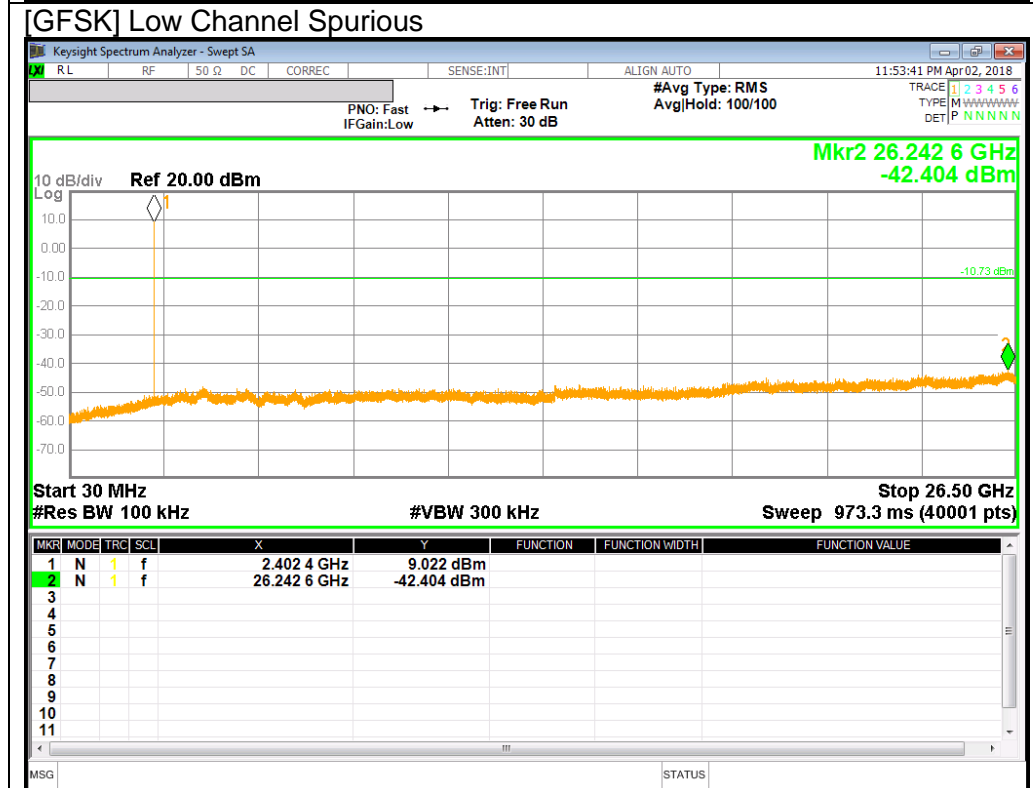 [GFSK] Low Channel Spurious
Keysight Spectrum Analyzer - Swept SA
LXI RL RF 50 Ω DC CORREC SENSE:INT ALIGN AUTO 11:53:41 PM Apr 02, 2018
#Avg Type: RMS TRACE 1 2 3 4 5 6
PNO: Fast Trig: Free Run Avg|Hold: 100/100 TYPE M WWWWW
IFGain:Low Atten: 30 dB DET P N N N N N
Mkr2 26.242 6 GHz
10 dB/div Ref 20.00 dBm -42.404 dBm
Log
1
10.0
0.00
-10.0 -10.73 dBm
-20.0
-30.0
2
-40.0
-50.0
-60.0
-70.0
Start 30 MHz Stop 26.50 GHz
#Res BW 100 kHz #VBW 300 kHz Sweep 973.3 ms (40001 pts)
MKR MODE TRC SCL X Y FUNCTION FUNCTION WIDTH FUNCTION VALUE
1 N 1 f 2.402 4 GHz 9.022 dBm
2 N 1 f 26.242 6 GHz -42.404 dBm
3
4
5
6
7
8
9
10
11
MSG STATUS